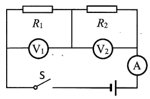 R₁ R₂
V₁ V₂
A
S